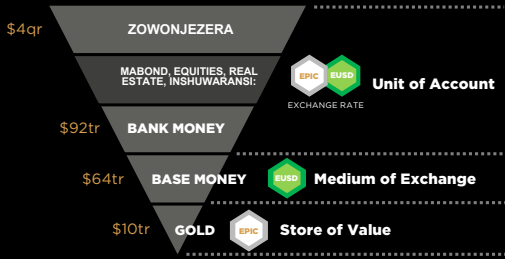 $4qr ZOWONJEZERA
MABOND, EQUITIES, REAL
ESTATE, INSHUWARANSI:
EPIC EUSD Unit of Account
EXCHANGE RATE
$92tr BANK MONEY
$64tr BASE MONEY EUSD Medium of Exchange
$10tr GOLD EPIC Store of Value